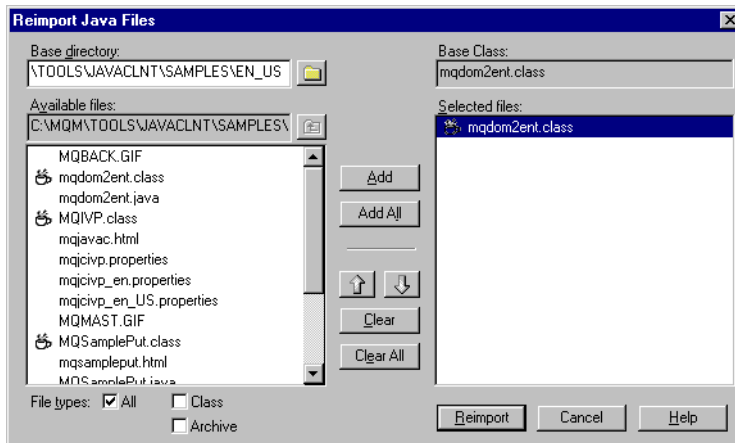 Reimport Java Files
Base directory:
\TOOLS\JAVACLNT\SAMPLES\EN_US
Base Class:
mqdom2ent.class
Available files:
C:\MQM\TOOLS\JAVACLNT\SAMPLES\
Selected files:
mqdom2ent.class
MQBACK.GIF
mqdom2ent.class
mqdom2ent.java
MQIVP.class
mqjavac.html
mqjcivp.properties
mqjcivp_en.properties
mqjcivp_en_US.properties
MQMAST.GIF
MQSamplePut.class
mqsampleput.html
MQSamplePut.java
Add
Add All
Clear
Clear All
File types:
All
Class
Archive
Reimport
Cancel
Help